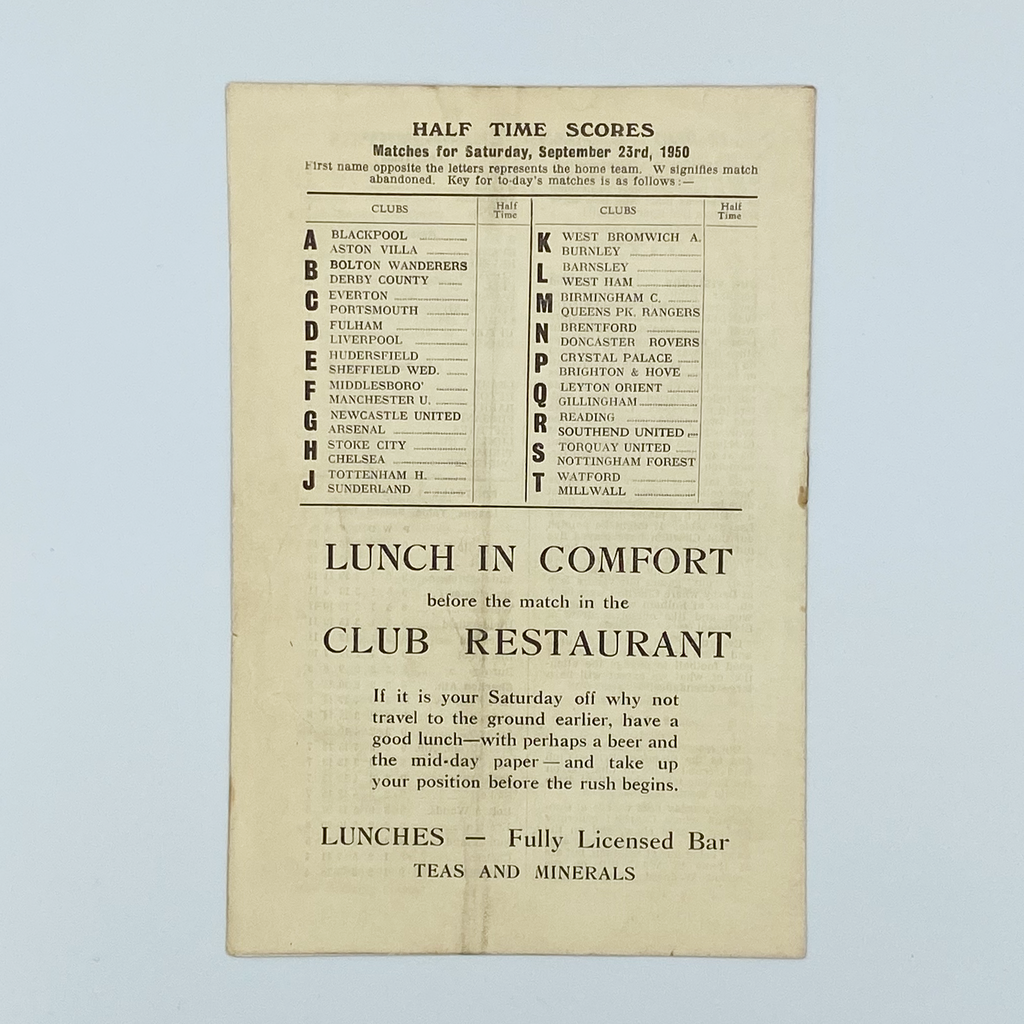 HALF TIME SCORES
Matches for Saturday, September 23rd, 1950
First name opposite the letters represents the home team. W signifies match
abandoned. Key for to-day's matches is as follows :—
CLUBS Half Time
A BLACKPOOL
ASTON VILLA
B BOLTON WANDERERS
DERBY COUNTY
C EVERTON
PORTSMOUTH
D FULHAM
LIVERPOOL
E HUDERSFIELD
SHEFFIELD WED.
F MIDDLESBORO'
MANCHESTER U.
G NEWCASTLE UNITED
ARSENAL
H STOKE CITY
CHELSEA
J TOTTENHAM H.
SUNDERLAND
CLUBS Half Time
K WEST BROMWICH A.
BURNLEY
L BARNSLEY
WEST HAM
M BIRMINGHAM C.
QUEENS PK. RANGERS
N BRENTFORD
DONCASTER ROVERS
P CRYSTAL PALACE
BRIGHTON & HOVE
Q LEYTON ORIENT
GILLINGHAM
R READING
SOUTHEND UNITED
S TORQUAY UNITED
NOTTINGHAM FOREST
T WATFORD
MILLWALL
LUNCH IN COMFORT
before the match in the
CLUB RESTAURANT
If it is your Saturday off why not
travel to the ground earlier, have a
good lunch—with perhaps a beer and
the mid-day paper — and take up
your position before the rush begins.
LUNCHES — Fully Licensed Bar
TEAS AND MINERALS